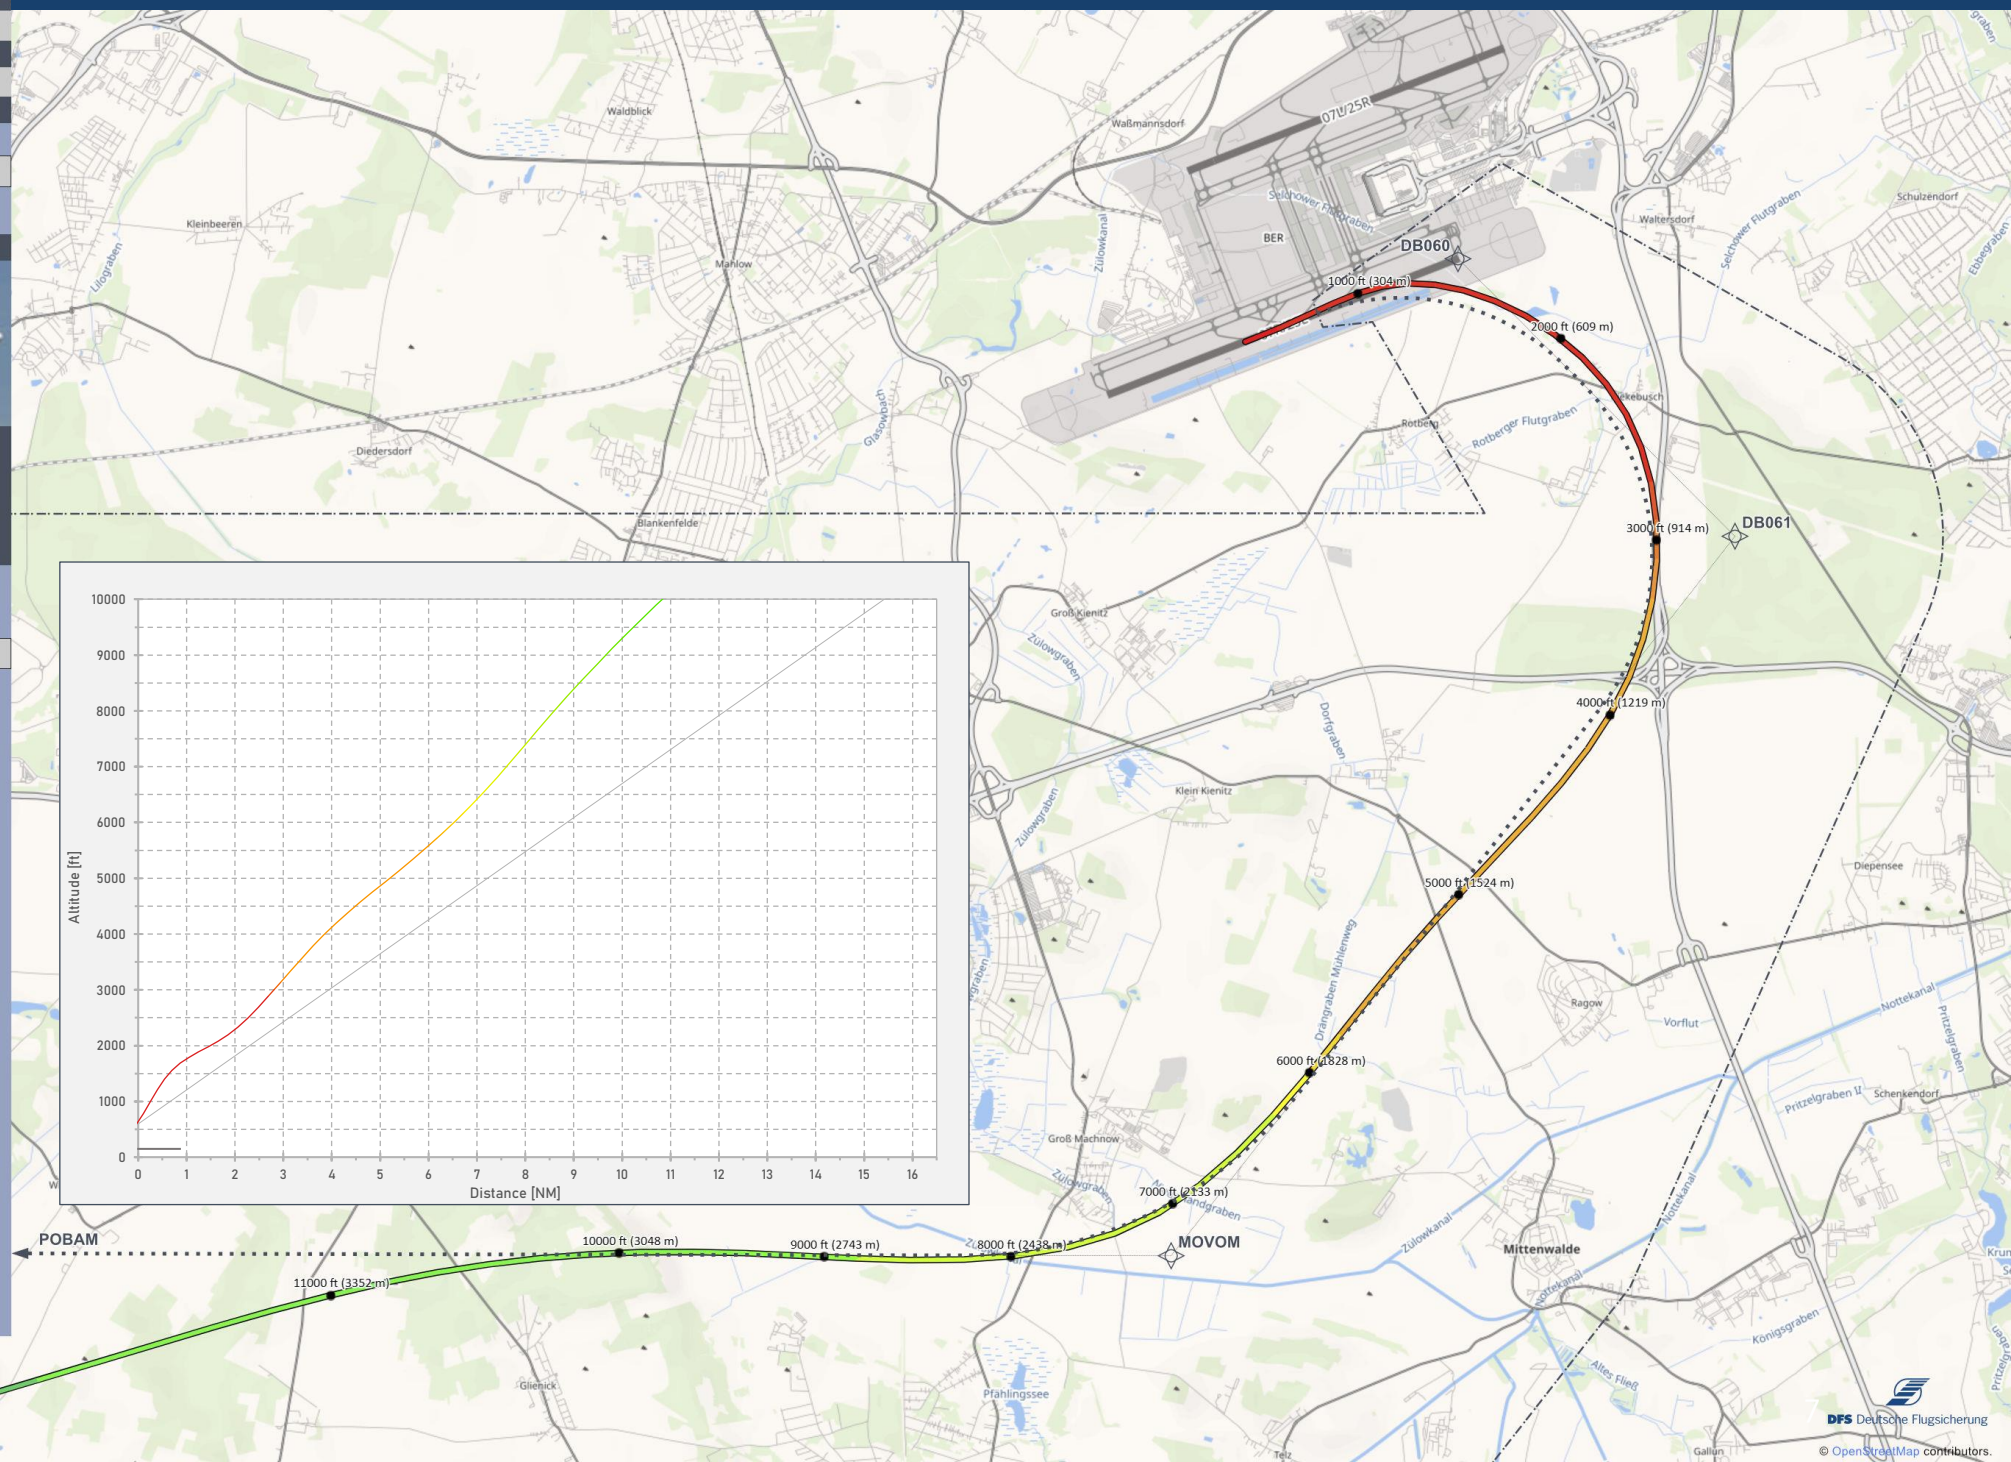 Waldblick
Waßmannsdorf
07L/25R
Kleinbeeren
Lilograben
Mahlow
Zülowkanal
Selchower Flutgraben
BER
DB060
Waltersdorf
Selchower Flutgraben
Schulzendorf
Ebbegraben
1000 ft (304 m)
2000 ft (609 m)
Glasowbach
Diedersdorf
Rotberg
Rotberger Flutgraben
Blankenfelde
3000 ft (914 m)
DB061
Groß Kienitz
Zülowgraben
Dorfgraben
4000 ft (1219 m)
Klein Kienitz
Zülowgraben
5000 ft (1524 m)
Diepensee
Drängraben Mühlenweg
Ragow
Vorflut
Nottekanal
Pritzelgraben
6000 ft (1828 m)
Pritzelgraben II
Schenkendorf
Groß Machnow
Zülowgraben
7000 ft (2133 m)
Nottekanal
Zülowkanal
MOVOM
Mittenwalde
Nottekanal
Königsgraben
Altes Fließ
POBAM
11000 ft (3352 m)
10000 ft (3048 m)
9000 ft (2743 m)
8000 ft (2438 m)
Glienick
Pfählingssee
Telz
Gallun
10000
9000
8000
7000
6000
5000
4000
3000
2000
1000
0
Altitude [ft]
0 1 2 3 4 5 6 7 8 9 10 11 12 13 14 15 16
Distance [NM]
DFS Deutsche Flugsicherung
© OpenStreetMap contributors.